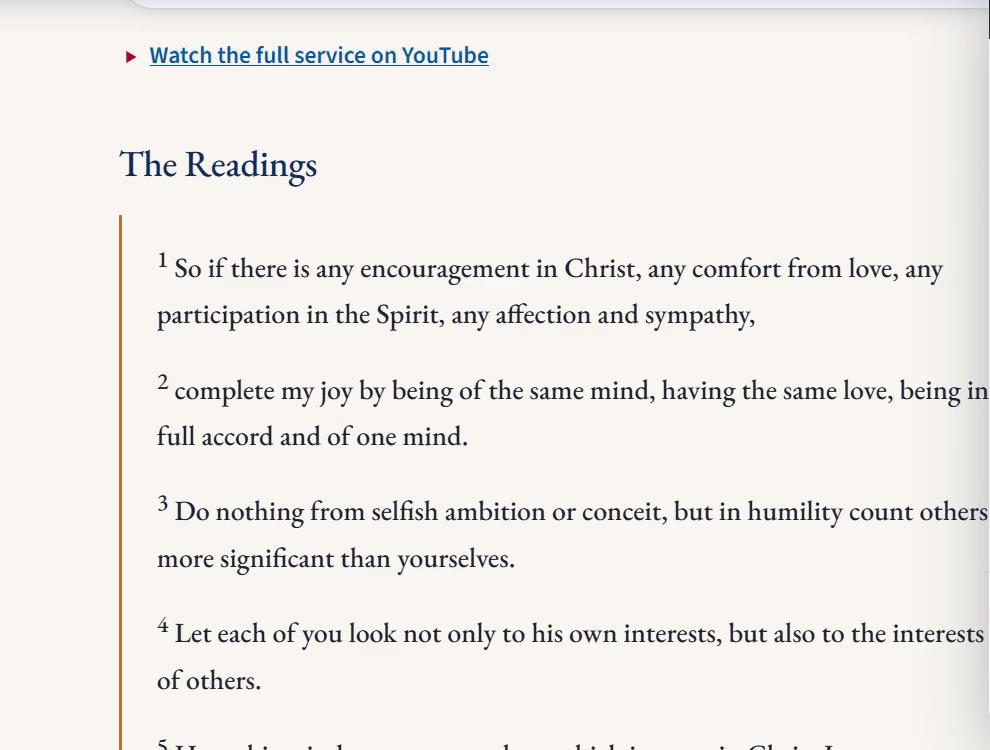 Watch the full service on YouTube
The Readings
1 So if there is any encouragement in Christ, any comfort from love, any
participation in the Spirit, any affection and sympathy,
2 complete my joy by being of the same mind, having the same love, being in
full accord and of one mind.
3 Do nothing from selfish ambition or conceit, but in humility count others
more significant than yourselves.
4 Let each of you look not only to his own interests, but also to the interests
of others.
5